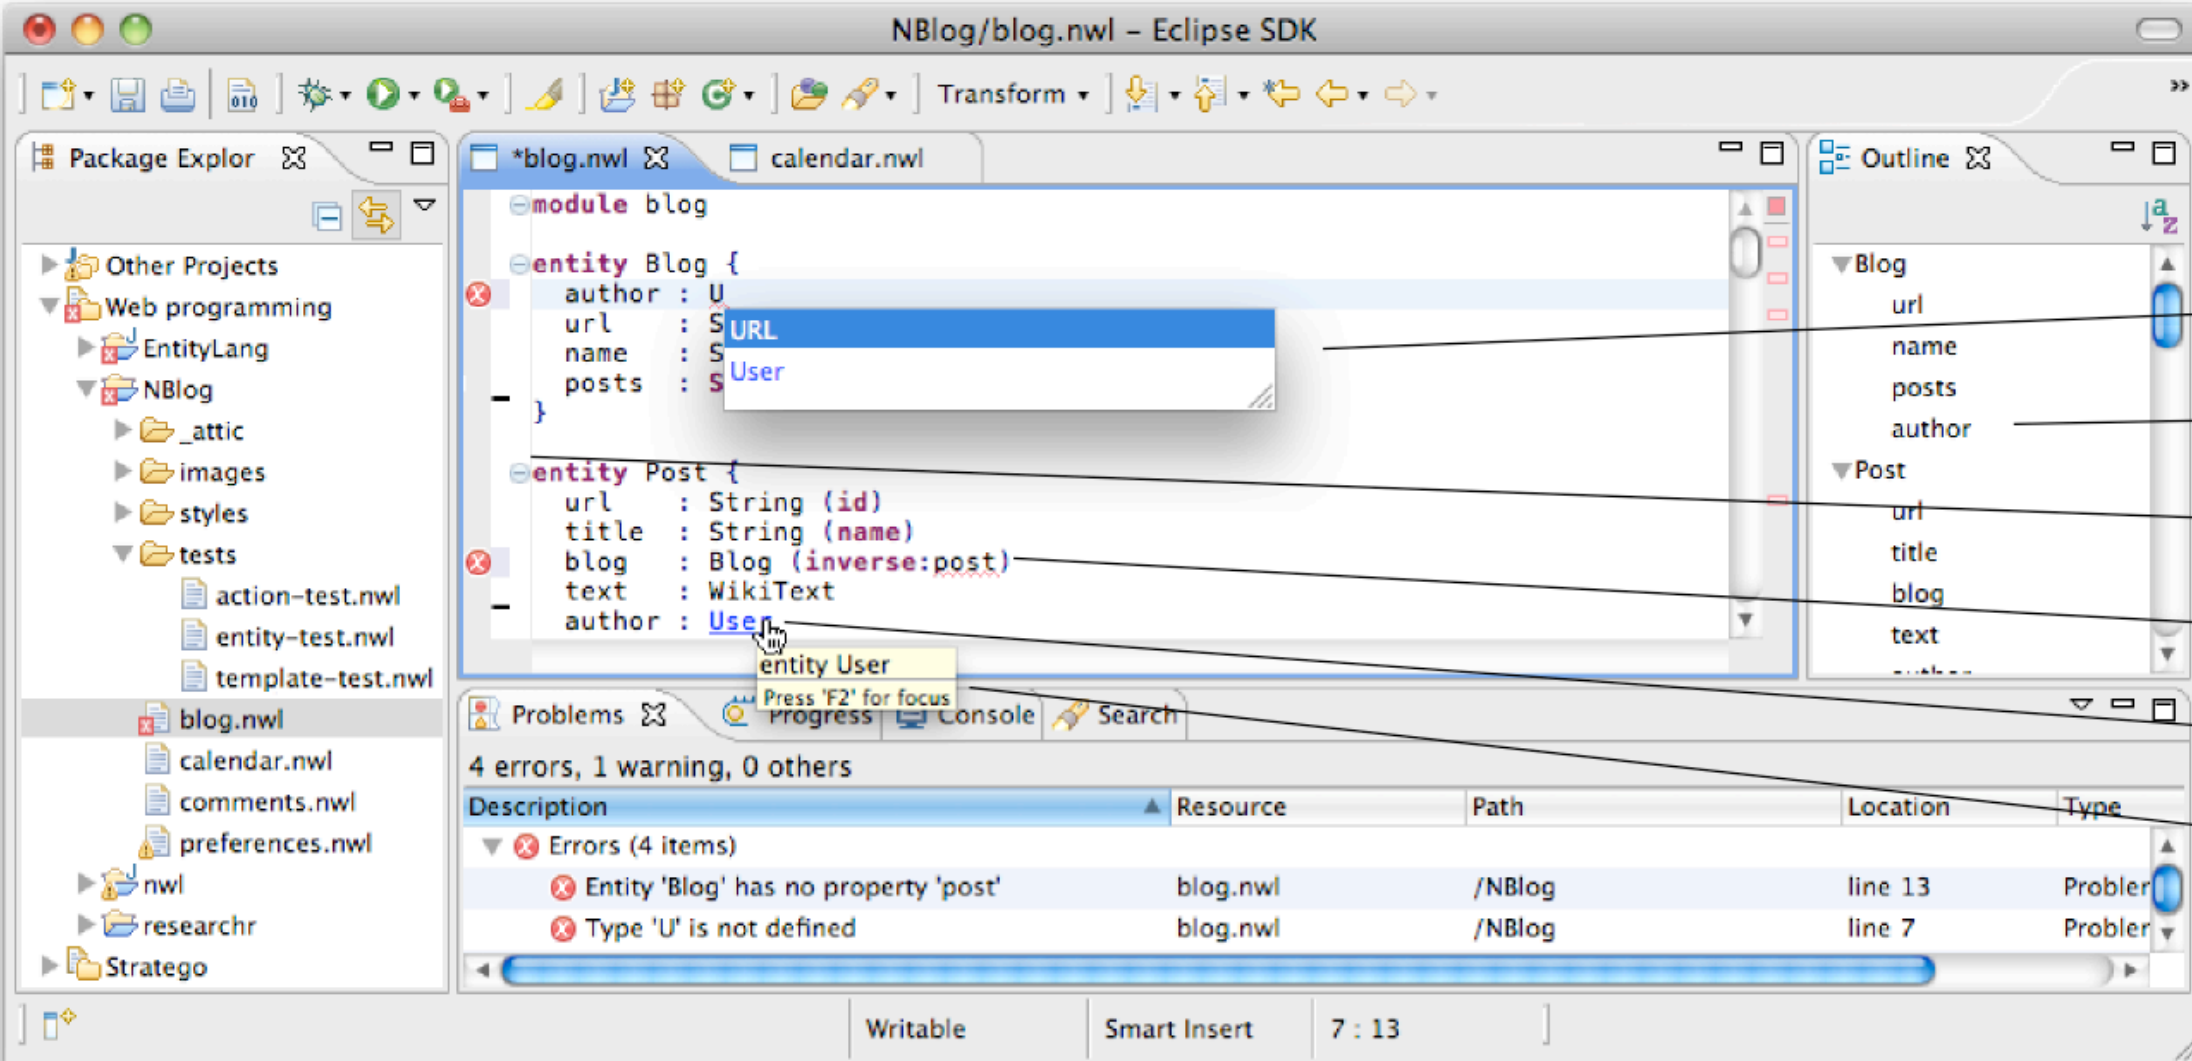 NBlog/blog.nwl – Eclipse SDK
010
Transform
Package Explor
Other Projects
Web programming
EntityLang
NBlog
_attic
images
styles
tests
action-test.nwl
entity-test.nwl
template-test.nwl
blog.nwl
calendar.nwl
comments.nwl
preferences.nwl
nwl
researchr
Stratego
*blog.nwl calendar.nwl
module blog
entity Blog {
author : U
url : S
name : S
posts : S
}
URL
User
entity Post {
url : String (id)
title : String (name)
blog : Blog (inverse:post)
text : WikiText
author : User
entity User
Press 'F2' for focus
Outline
a
z
Blog
url
name
posts
author
Post
url
title
blog
text
author
Problems Progress Console Search
4 errors, 1 warning, 0 others
Description Resource Path Location Type
Errors (4 items)
Entity 'Blog' has no property 'post' blog.nwl /NBlog line 13 Probler
Type 'U' is not defined blog.nwl /NBlog line 7 Probler
Writable Smart Insert 7 : 13